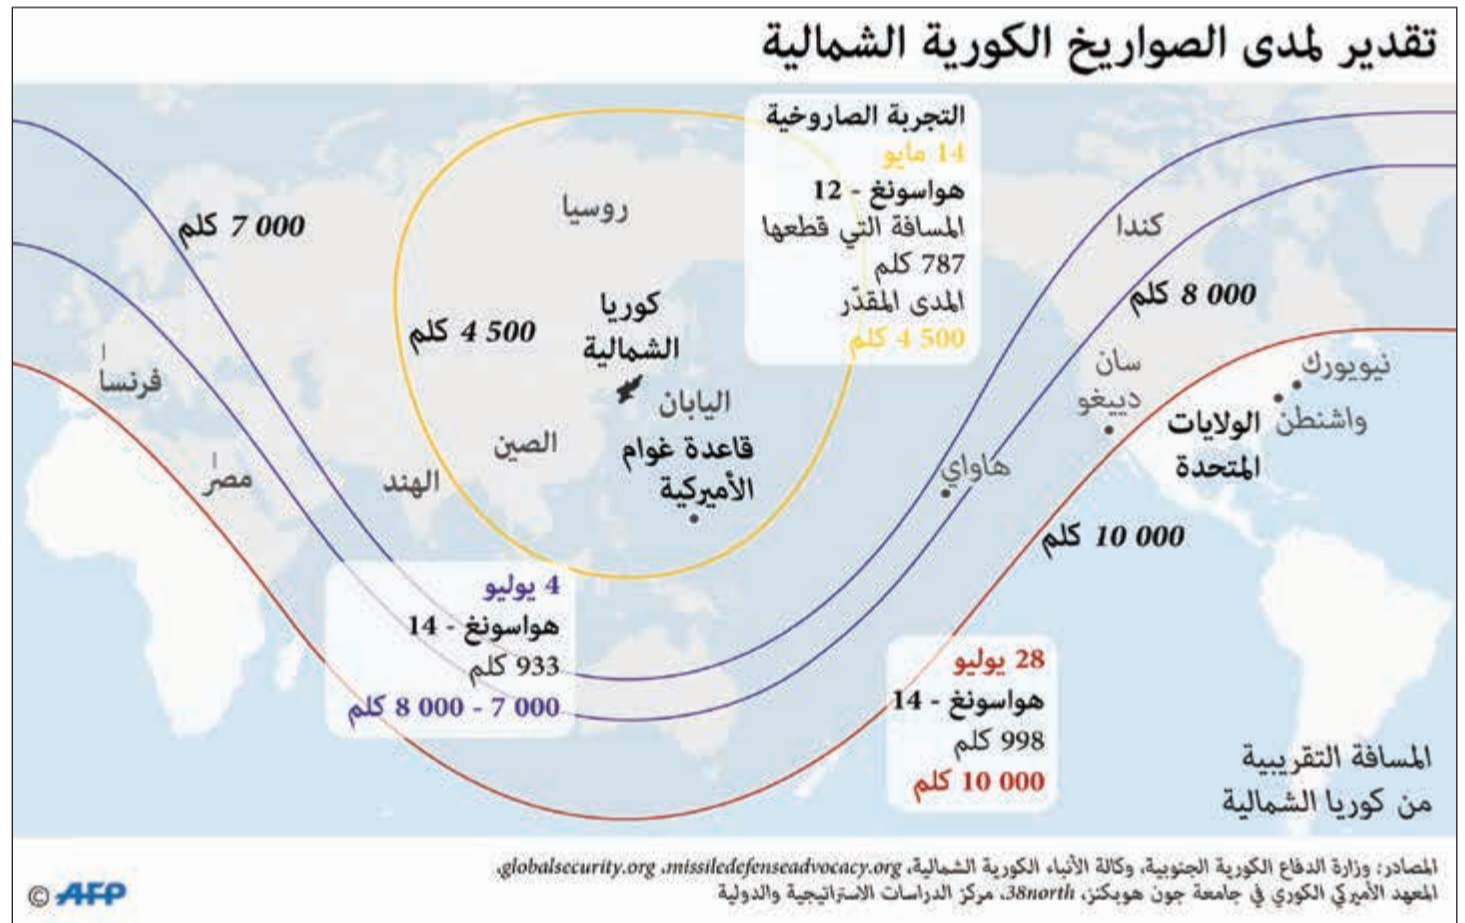 تقدير لمدى الصواريخ الكورية الشمالية
التجربة الصاروخية
14 مايو
هواسونغ - 12
المسافة التي قطعها
787 كلم
المدى المقدّر
4 500 كلم
روسيا
كندا
7 000 كلم
8 000 كلم
4 500 كلم
كوريا
الشمالية
اليابان
قاعدة غوام
الأميركية
الصين
الهند
فرنسا
مصر
سان
دييغو
نيويورك
واشنطن
الولايات
المتحدة
هاواي
10 000 كلم
4 يوليو
هواسونغ - 14
933 كلم
7 000 - 8 000 كلم
28 يوليو
هواسونغ - 14
998 كلم
10 000 كلم
المسافة التقريبية
من كوريا الشمالية
المصادر: وزارة الدفاع الكورية الجنوبية، وكالة الأنباء الكورية الشمالية، missiledefenseadvocacy.org، globalsecurity.org،
المعهد الأميركي الكوري في جامعة جون هوبكنز، 38north، مركز الدراسات الاستراتيجية والدولية
© AFP